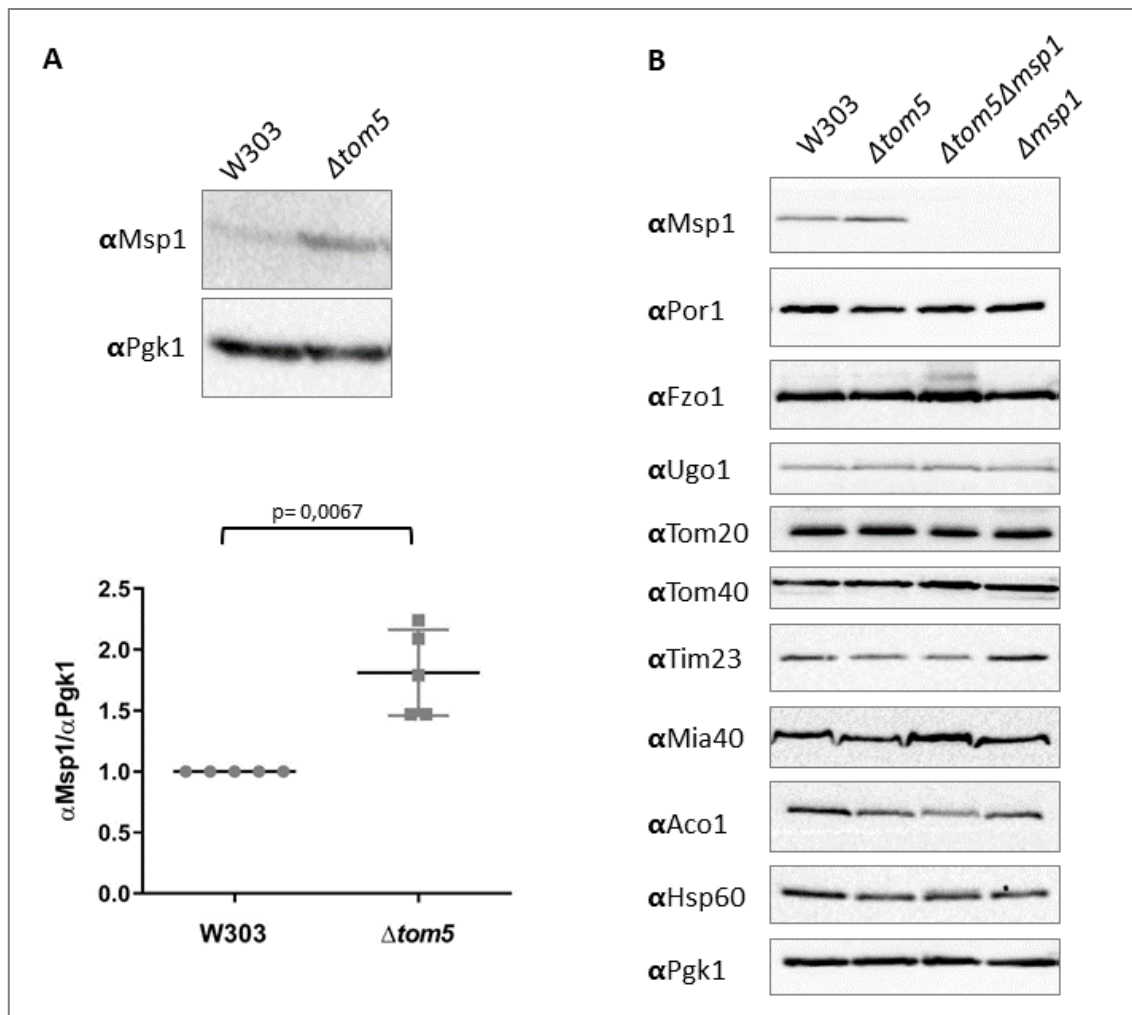 A
W303
Δtom5
αMsp1
αPgk1
p= 0,0067
αMsp1/αPgk1
2.5
2.0
1.5
1.0
0.5
0.0
W303
Δtom5
B
W303
Δtom5
Δtom5Δmsp1
Δmsp1
αMsp1
αPor1
αFzo1
αUgo1
αTom20
αTom40
αTim23
αMia40
αAco1
αHsp60
αPgk1